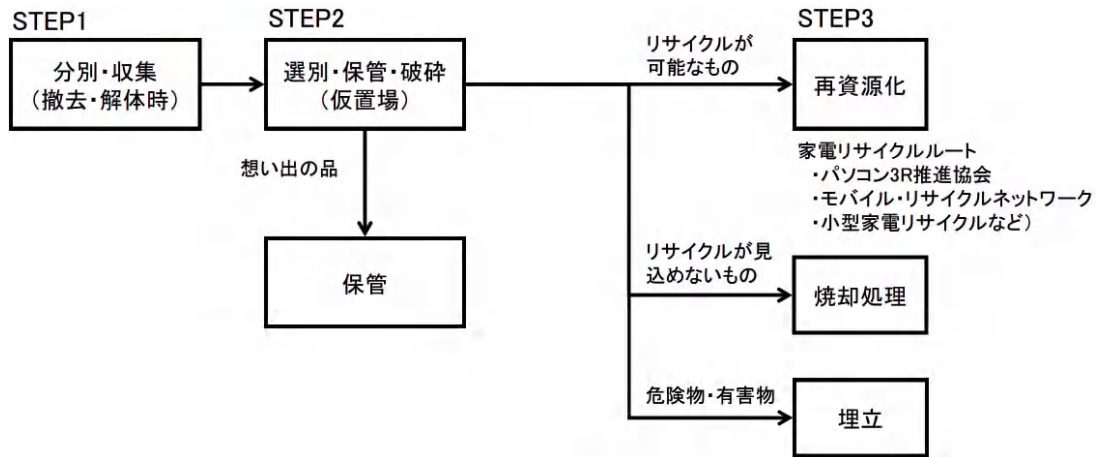 STEP1
分別・収集
（撤去・解体時）
STEP2
選別・保管・破砕
（仮置場）
想い出の品
保管
リサイクルが
可能なもの
STEP3
再資源化
家電リサイクルルート
・パソコン3R推進協会
・モバイル・リサイクルネットワーク
・小型家電リサイクルなど）
リサイクルが見
込めないもの
焼却処理
危険物・有害物
埋立